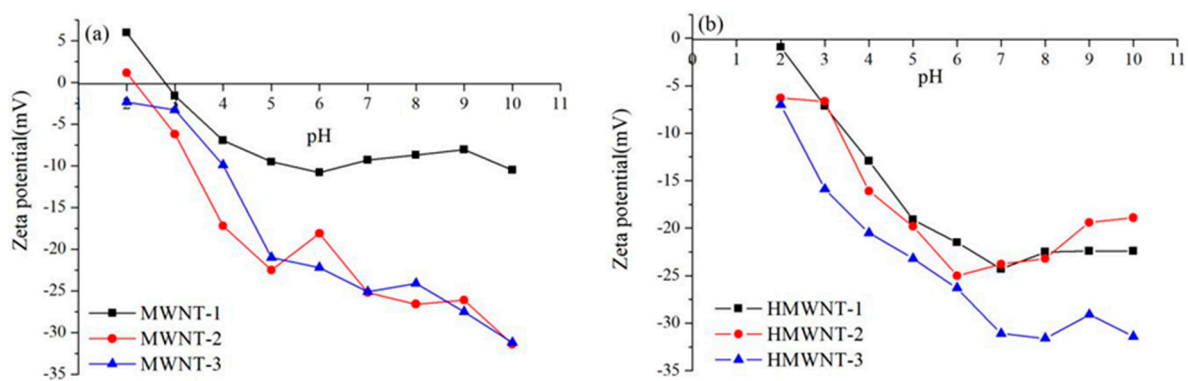 (a)
5
0
-5
-10
-15
-20
-25
-30
-35
Zeta potential(mV)
2 3 4 5 6 7 8 9 10 11
pH
MWNT-1
MWNT-2
MWNT-3
(b)
0
-5
-10
-15
-20
-25
-30
-35
Zeta potential(mV)
0 1 2 3 4 5 6 7 8 9 10 11
pH
HMWNT-1
HMWNT-2
HMWNT-3